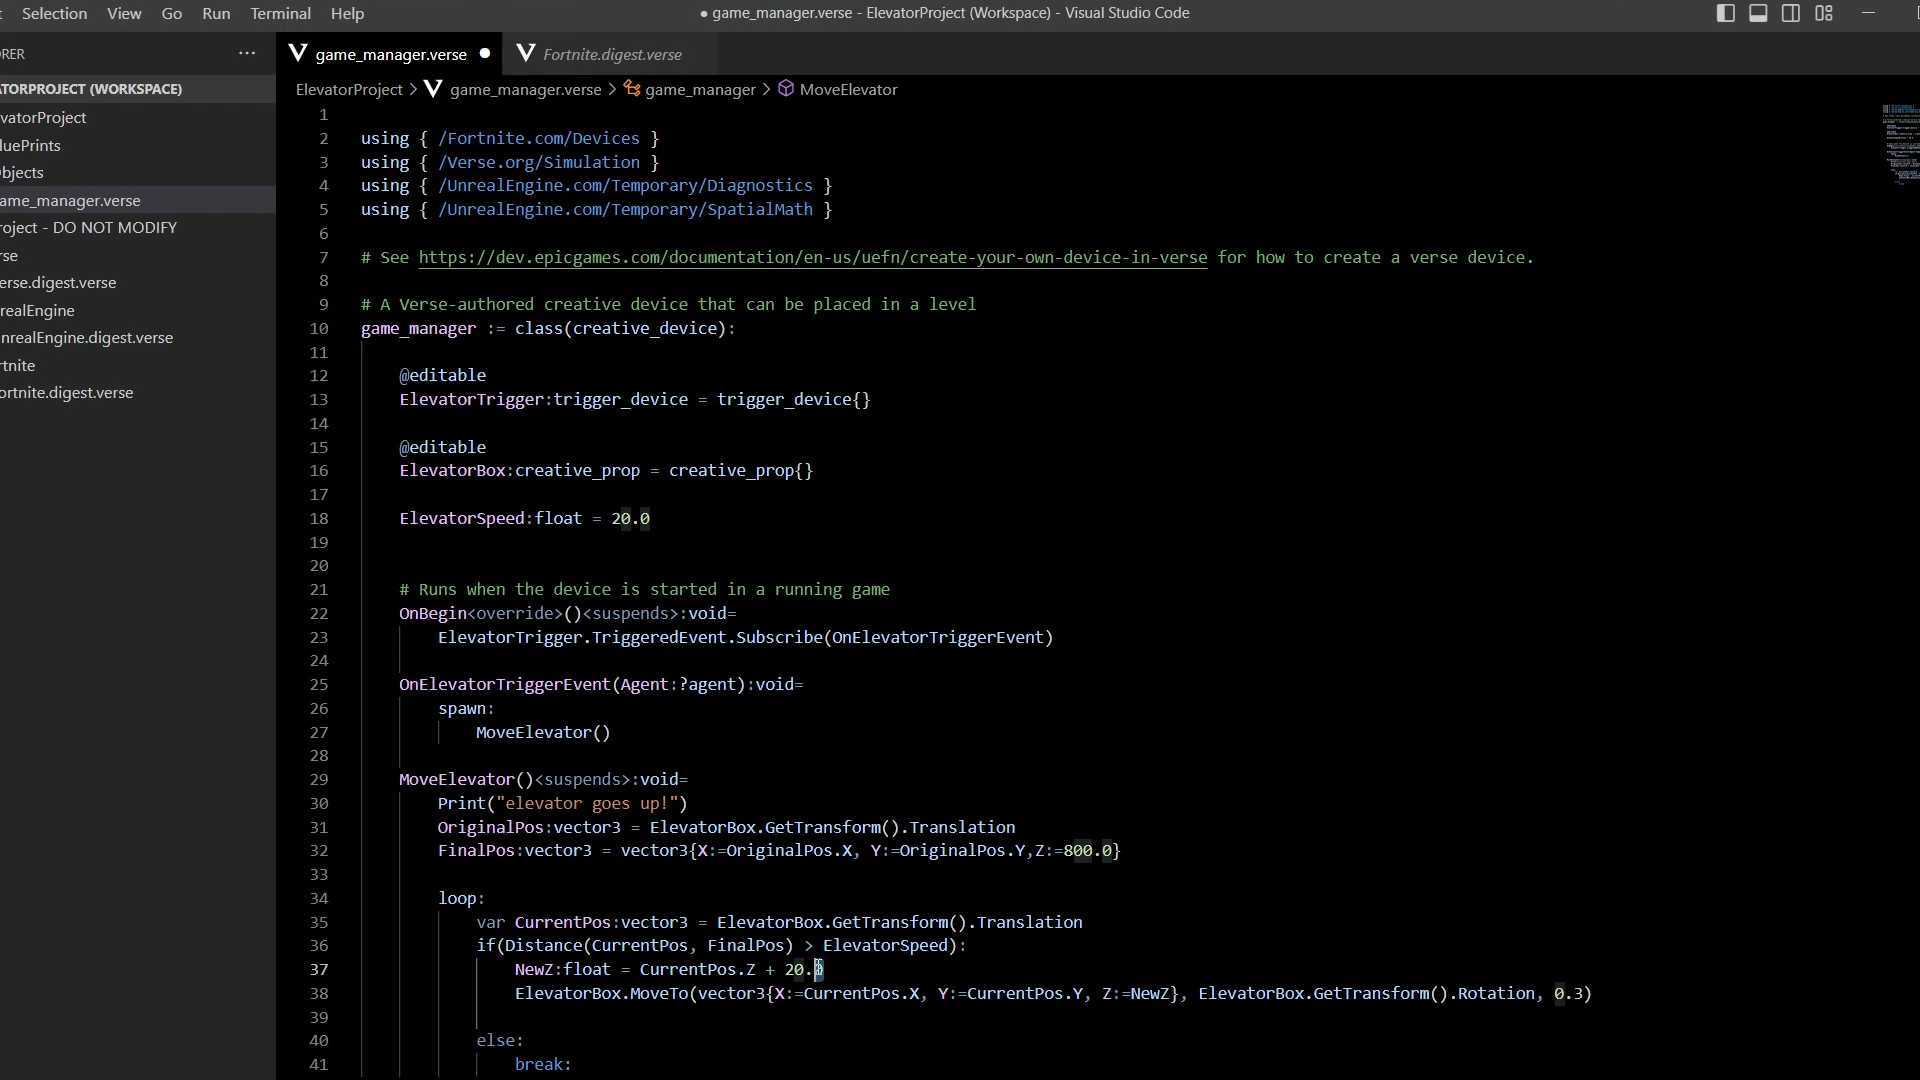 t Selection View Go Run Terminal Help
● game_manager.verse - ElevatorProject (Workspace) - Visual Studio Code
RER ···
game_manager.verse ●
Fortnite.digest.verse
ATORPROJECT (WORKSPACE)
vatorProject
luePrints
bjects
ame_manager.verse
roject - DO NOT MODIFY
rse
erse.digest.verse
realEngine
nrealEngine.digest.verse
rtnite
ortnite.digest.verse
ElevatorProject > game_manager.verse > game_manager > MoveElevator
1
2 using { /Fortnite.com/Devices }
3 using { /Verse.org/Simulation }
4 using { /UnrealEngine.com/Temporary/Diagnostics }
5 using { /UnrealEngine.com/Temporary/SpatialMath }
6
7 # See https://dev.epicgames.com/documentation/en-us/uefn/create-your-own-device-in-verse for how to create a verse device.
8
9 # A Verse-authored creative device that can be placed in a level
10 game_manager := class(creative_device):
11
12 @editable
13 ElevatorTrigger:trigger_device = trigger_device{}
14
15 @editable
16 ElevatorBox:creative_prop = creative_prop{}
17
18 ElevatorSpeed:float = 20.0
19
20
21 # Runs when the device is started in a running game
22 OnBegin<override>()<suspends>:void=
23 ElevatorTrigger.TriggeredEvent.Subscribe(OnElevatorTriggerEvent)
24
25 OnElevatorTriggerEvent(Agent:?agent):void=
26 spawn:
27 MoveElevator()
28
29 MoveElevator()<suspends>:void=
30 Print("elevator goes up!")
31 OriginalPos:vector3 = ElevatorBox.GetTransform().Translation
32 FinalPos:vector3 = vector3{X:=OriginalPos.X, Y:=OriginalPos.Y,Z:=800.0}
33
34 loop:
35 var CurrentPos:vector3 = ElevatorBox.GetTransform().Translation
36 if(Distance(CurrentPos, FinalPos) > ElevatorSpeed):
37 NewZ:float = CurrentPos.Z + 20.0
38 ElevatorBox.MoveTo(vector3{X:=CurrentPos.X, Y:=CurrentPos.Y, Z:=NewZ}, ElevatorBox.GetTransform().Rotation, 0.3)
39
40 else:
41 break: